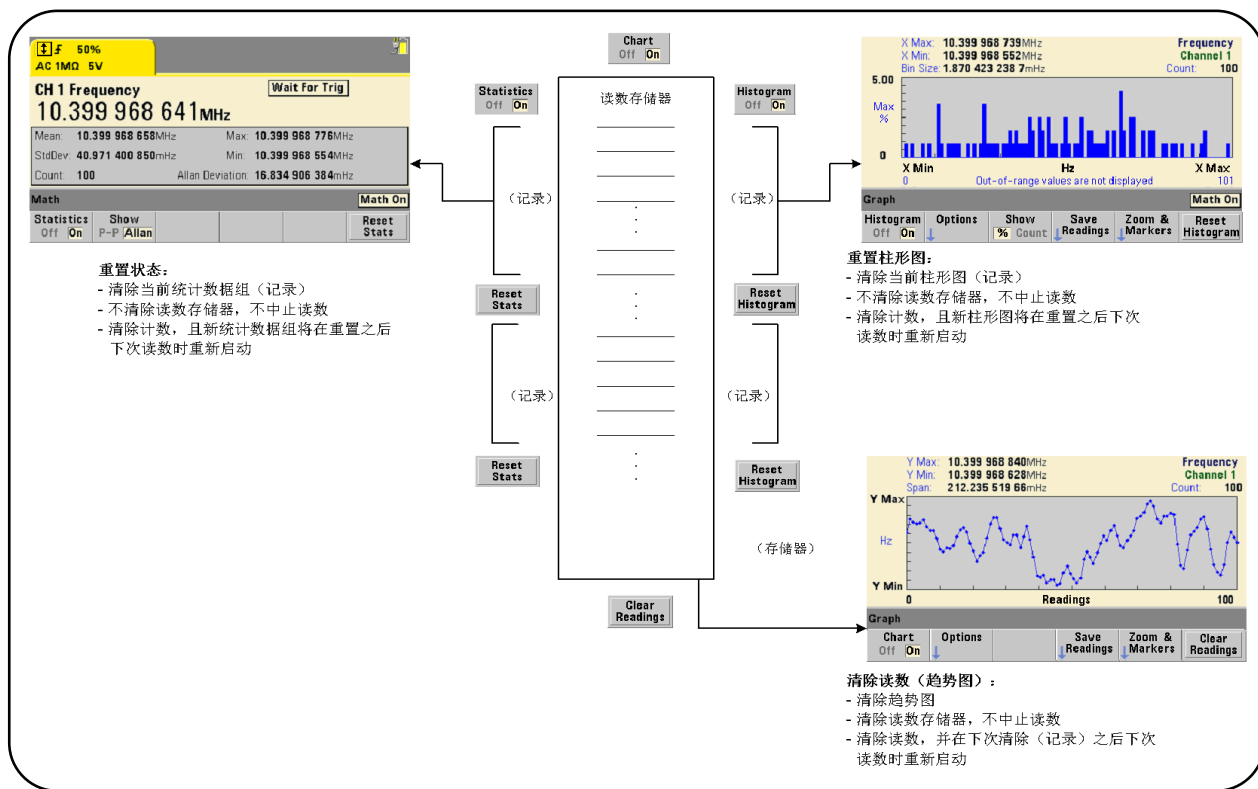 50%
AC 1MΩ 5V
CH 1 Frequency
Wait For Trig
10.399 968 641MHz
Mean: 10.399 968 658MHz Max: 10.399 968 776MHz
StdDev: 40.971 400 850mHz Min: 10.399 968 554MHz
Count: 100 Allan Deviation: 16.834 906 384mHz
Math Math On
Statistics Show Reset
Off On P-P Allan Stats
重置状态：
- 清除当前统计数据组（记录）
- 不清除读数存储器，不中止读数
- 清除计数，且新统计数据组将在重置之后
下次读数时重新启动
Chart
Off On
Statistics
Off On
读数存储器
Histogram
Off On
（记录）
（记录）
Reset
Stats
Reset
Histogram
（记录）
（记录）
Reset
Stats
Reset
Histogram
（存储器）
Clear
Readings
X Max: 10.399 968 739MHz Frequency
X Min: 10.399 968 552MHz Channel 1
Bin Size: 1.870 423 238 7mHz Count: 100
5.00
Max
%
0
X Min Hz X Max
0 Out-of-range values are not displayed 101
Graph Math On
Histogram Options Show Save Zoom & Reset
Off On % Count Readings Markers Histogram
重置柱形图：
- 清除当前柱形图（记录）
- 不清除读数存储器，不中止读数
- 清除计数，且新柱形图将在重置之后下次
读数时重新启动
Y Max: 10.399 968 840MHz Frequency
Y Min: 10.399 968 628MHz Channel 1
Span: 212.235 519 66mHz Count: 100
Y Max
Hz
Y Min
0 Readings 100
Graph
Chart Options Save Zoom & Clear
Off On Readings Markers Readings
清除读数（趋势图）：
- 清除趋势图
- 清除读数存储器，不中止读数
- 清除读数，并在下次清除（记录）之后下次
读数时重新启动